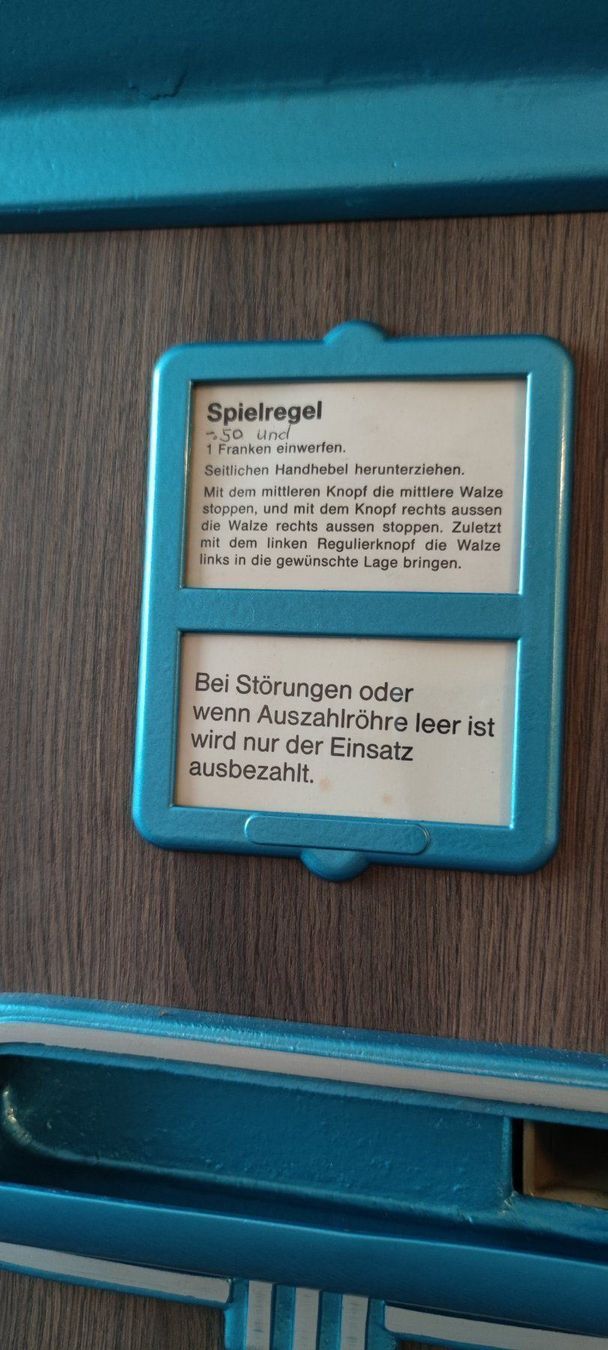 Spielregel
-.50 und
1 Franken einwerfen.
Seitlichen Handhebel herunterziehen.
Mit dem mittleren Knopf die mittlere Walze
stoppen, und mit dem Knopf rechts aussen
die Walze rechts aussen stoppen. Zuletzt
mit dem linken Regulierknopf die Walze
links in die gewünschte Lage bringen.
Bei Störungen oder
wenn Auszahlröhre leer ist
wird nur der Einsatz
ausbezahlt.